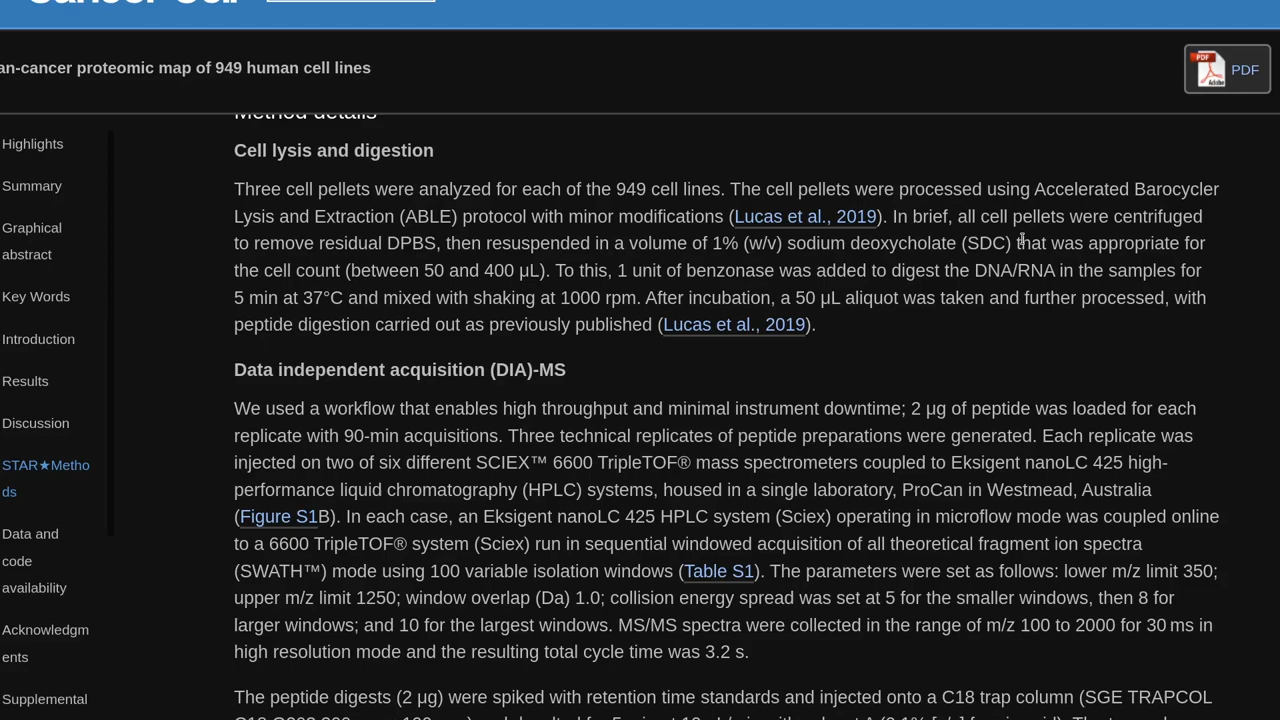 an-cancer proteomic map of 949 human cell lines
PDF
Highlights
Summary
Graphical
abstract
Key Words
Introduction
Results
Discussion
STAR★Metho
ds
Data and
code
availability
Acknowledgm
ents
Supplemental
Method details
Cell lysis and digestion
Three cell pellets were analyzed for each of the 949 cell lines. The cell pellets were processed using Accelerated Barocycler
Lysis and Extraction (ABLE) protocol with minor modifications (Lucas et al., 2019). In brief, all cell pellets were centrifuged
to remove residual DPBS, then resuspended in a volume of 1% (w/v) sodium deoxycholate (SDC) that was appropriate for
the cell count (between 50 and 400 μL). To this, 1 unit of benzonase was added to digest the DNA/RNA in the samples for
5 min at 37°C and mixed with shaking at 1000 rpm. After incubation, a 50 μL aliquot was taken and further processed, with
peptide digestion carried out as previously published (Lucas et al., 2019).
Data independent acquisition (DIA)-MS
We used a workflow that enables high throughput and minimal instrument downtime; 2 μg of peptide was loaded for each
replicate with 90-min acquisitions. Three technical replicates of peptide preparations were generated. Each replicate was
injected on two of six different SCIEX™ 6600 TripleTOF® mass spectrometers coupled to Eksigent nanoLC 425 high-
performance liquid chromatography (HPLC) systems, housed in a single laboratory, ProCan in Westmead, Australia
(Figure S1B). In each case, an Eksigent nanoLC 425 HPLC system (Sciex) operating in microflow mode was coupled online
to a 6600 TripleTOF® system (Sciex) run in sequential windowed acquisition of all theoretical fragment ion spectra
(SWATH™) mode using 100 variable isolation windows (Table S1). The parameters were set as follows: lower m/z limit 350;
upper m/z limit 1250; window overlap (Da) 1.0; collision energy spread was set at 5 for the smaller windows, then 8 for
larger windows; and 10 for the largest windows. MS/MS spectra were collected in the range of m/z 100 to 2000 for 30 ms in
high resolution mode and the resulting total cycle time was 3.2 s.
The peptide digests (2 μg) were spiked with retention time standards and injected onto a C18 trap column (SGE TRAPCOL